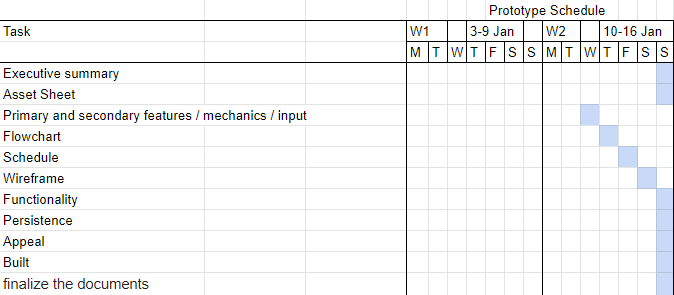 Prototype Schedule
Task W1 3-9 Jan W2 10-16 Jan
M T W T F S S M T W T F S S
Executive summary
Asset Sheet
Primary and secondary features / mechanics / input
Flowchart
Schedule
Wireframe
Functionality
Persistence
Appeal
Built
finalize the documents